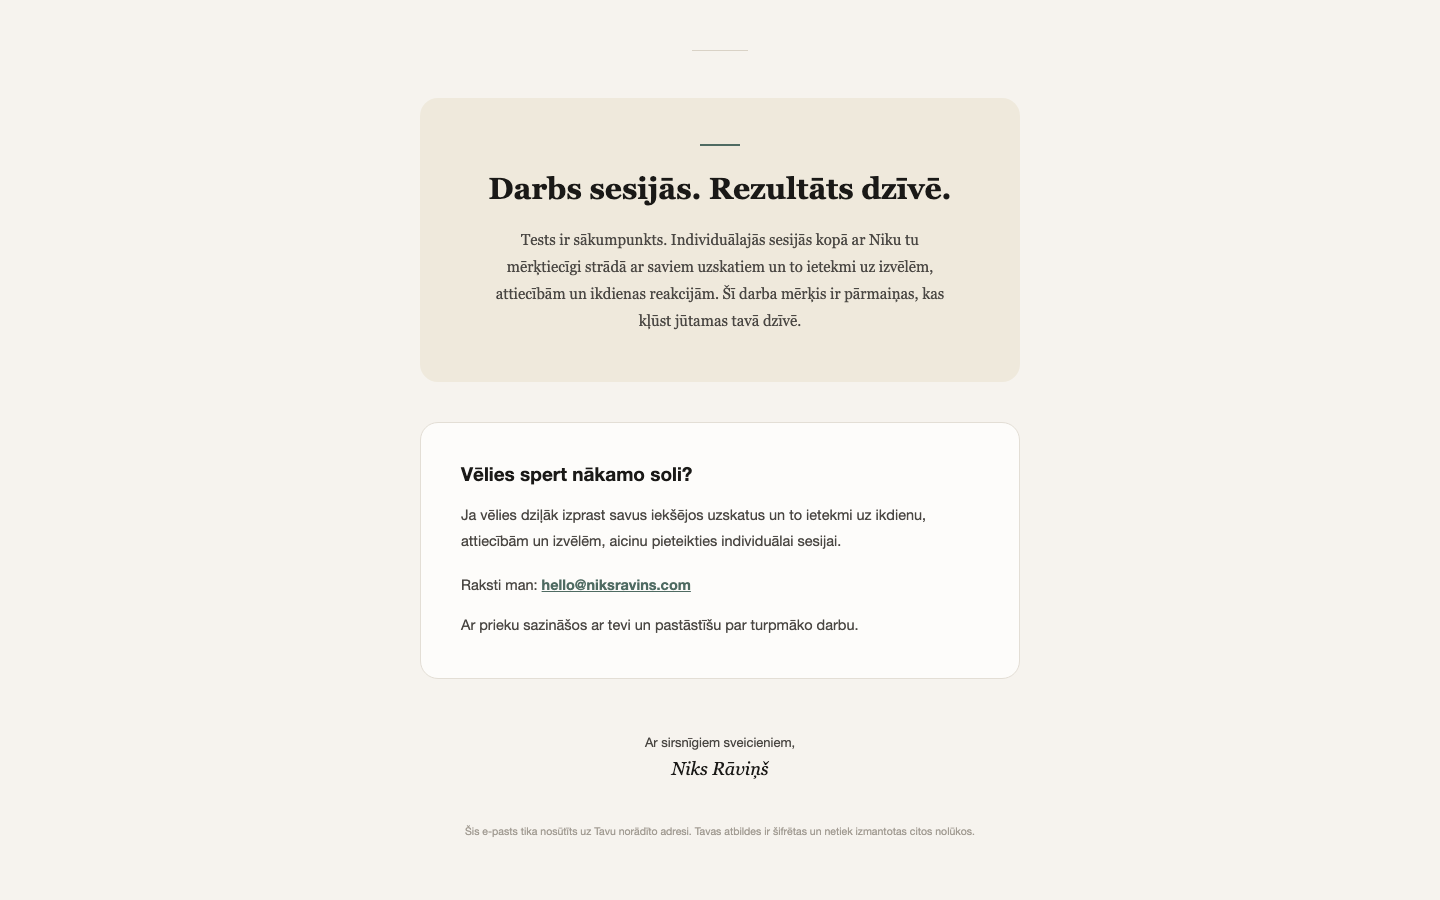 Darbs sesijās. Rezultāts dzīvē.
Tests ir sākumpunkts. Individuālajās sesijās kopā ar Niku tu
mērķtiecīgi strādā ar saviem uzskatiem un to ietekmi uz izvēlēm,
attiecībām un ikdienas reakcijām. Šī darba mērķis ir pārmaiņas, kas
kļūst jūtamas tavā dzīvē.
Vēlies spert nākamo soli?
Ja vēlies dziļāk izprast savus iekšējos uzskatus un to ietekmi uz ikdienu,
attiecībām un izvēlēm, aicinu pieteikties individuālai sesijai.
Raksti man: hello@niksravins.com
Ar prieku sazināšos ar tevi un pastāstīšu par turpmāko darbu.
Ar sirsnīgiem sveicieniem,
Niks Rāviņš
Šis e-pasts tika nosūtīts uz Tavu norādīto adresi. Tavas atbildes ir šifrētas un netiek izmantotas citos nolūkos.